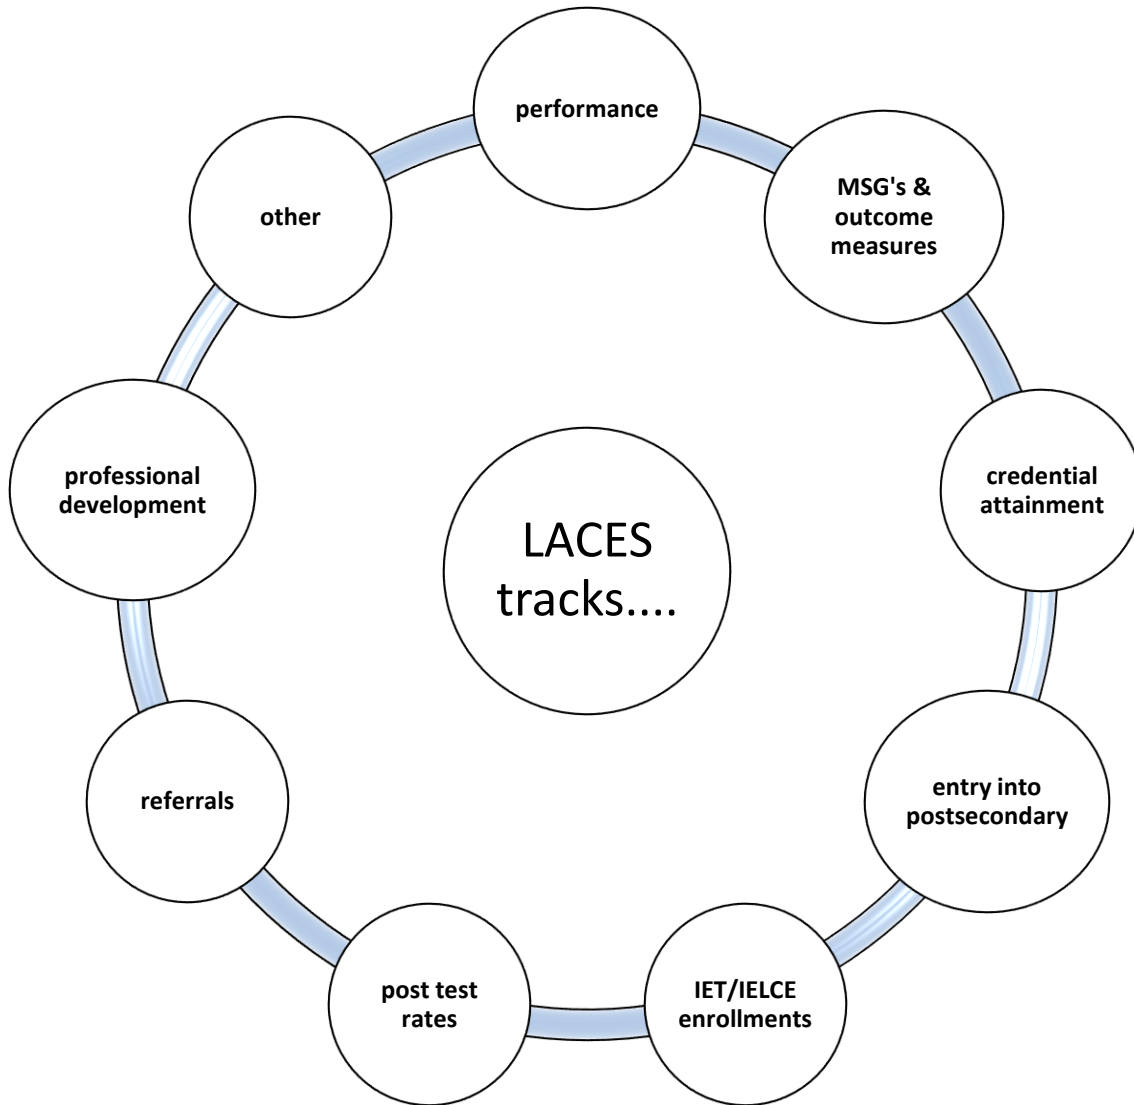 performance
MSG's &
outcome
measures
credential
attainment
entry into
postsecondary
IET/IELCE
enrollments
post test
rates
referrals
professional
development
other
LACES
tracks....